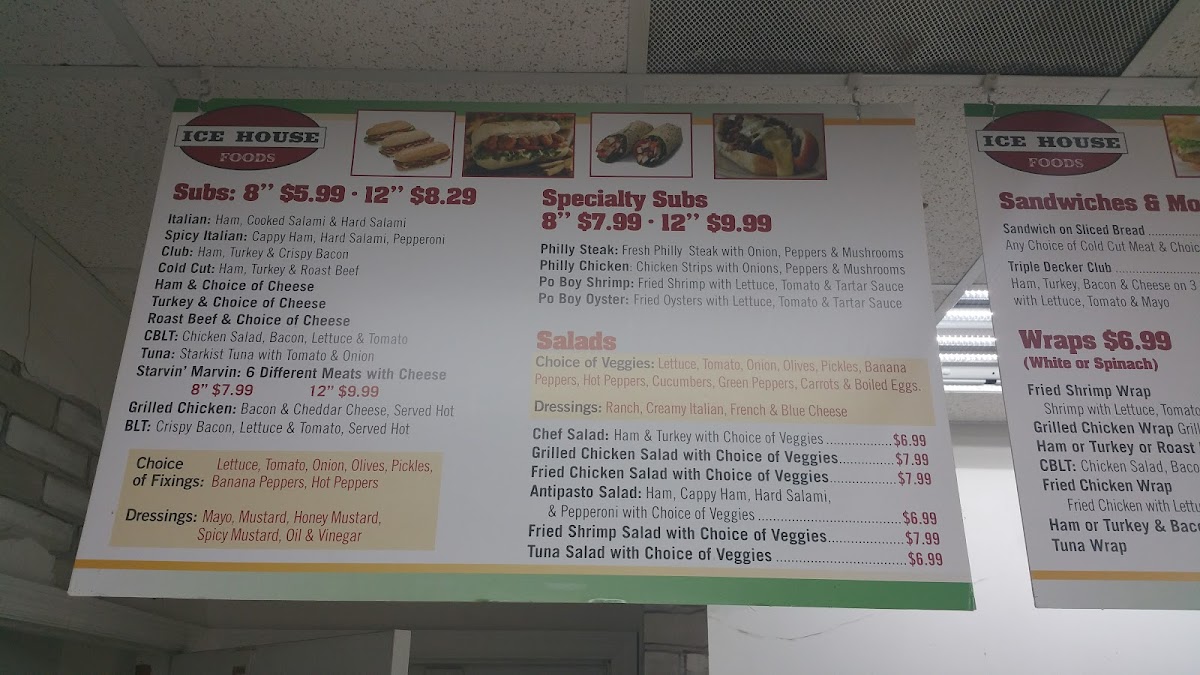 ICE HOUSE
FOODS
Subs: 8” $5.99 · 12” $8.29
Italian: Ham, Cooked Salami & Hard Salami
Spicy Italian: Cappy Ham, Hard Salami, Pepperoni
Club: Ham, Turkey & Crispy Bacon
Cold Cut: Ham, Turkey & Roast Beef
Ham & Choice of Cheese
Turkey & Choice of Cheese
Roast Beef & Choice of Cheese
CBLT: Chicken Salad, Bacon, Lettuce & Tomato
Tuna: Starkist Tuna with Tomato & Onion
Starvin’ Marvin: 6 Different Meats with Cheese
8” $7.99 12” $9.99
Grilled Chicken: Bacon & Cheddar Cheese, Served Hot
BLT: Crispy Bacon, Lettuce & Tomato, Served Hot
Choice of Fixings: Lettuce, Tomato, Onion, Olives, Pickles,
Banana Peppers, Hot Peppers
Dressings: Mayo, Mustard, Honey Mustard,
Spicy Mustard, Oil & Vinegar
Specialty Subs
8” $7.99 · 12” $9.99
Philly Steak: Fresh Philly Steak with Onion, Peppers & Mushrooms
Philly Chicken: Chicken Strips with Onions, Peppers & Mushrooms
Po Boy Shrimp: Fried Shrimp with Lettuce, Tomato & Tartar Sauce
Po Boy Oyster: Fried Oysters with Lettuce, Tomato & Tartar Sauce
Salads
Choice of Veggies: Lettuce, Tomato, Onion, Olives, Pickles, Banana
Peppers, Hot Peppers, Cucumbers, Green Peppers, Carrots & Boiled Eggs.
Dressings: Ranch, Creamy Italian, French & Blue Cheese
Chef Salad: Ham & Turkey with Choice of Veggies ............... $6.99
Grilled Chicken Salad with Choice of Veggies............... $7.99
Fried Chicken Salad with Choice of Veggies............... $7.99
Antipasto Salad: Ham, Cappy Ham, Hard Salami,
& Pepperoni with Choice of Veggies ............... $6.99
Fried Shrimp Salad with Choice of Veggies............... $7.99
Tuna Salad with Choice of Veggies ............... $6.99
ICE HOUSE
FOODS
Sandwiches & Mo
Sandwich on Sliced Bread ...............
Any Choice of Cold Cut Meat & Choic
Triple Decker Club ...............
Ham, Turkey, Bacon & Cheese on 3
with Lettuce, Tomato & Mayo
Wraps $6.99
(White or Spinach)
Fried Shrimp Wrap
Shrimp with Lettuce, Tomato
Grilled Chicken Wrap Gril
Ham or Turkey or Roast
CBLT: Chicken Salad, Baco
Fried Chicken Wrap
Fried Chicken with Lettu
Ham or Turkey & Baco
Tuna Wrap